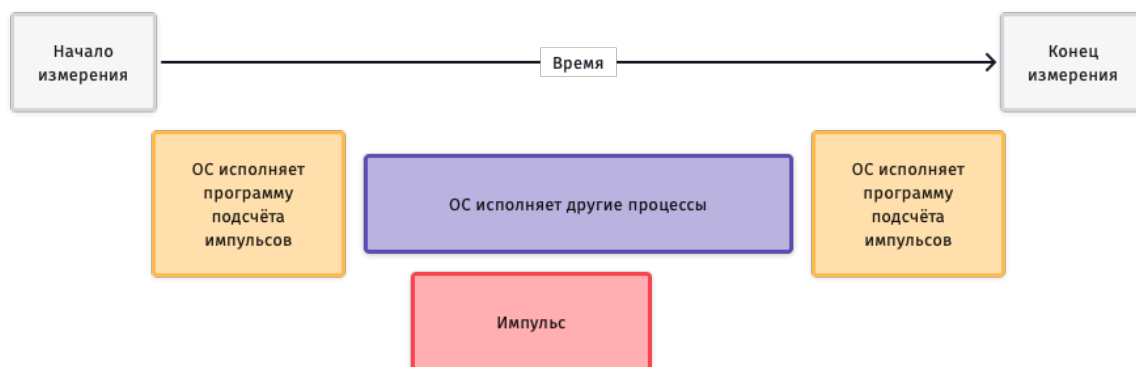 Начало
измерения
Время
Конец
измерения
ОС исполняет
программу
подсчёта
импульсов
ОС исполняет другие процессы
ОС исполняет
программу
подсчёта
импульсов
Импульс